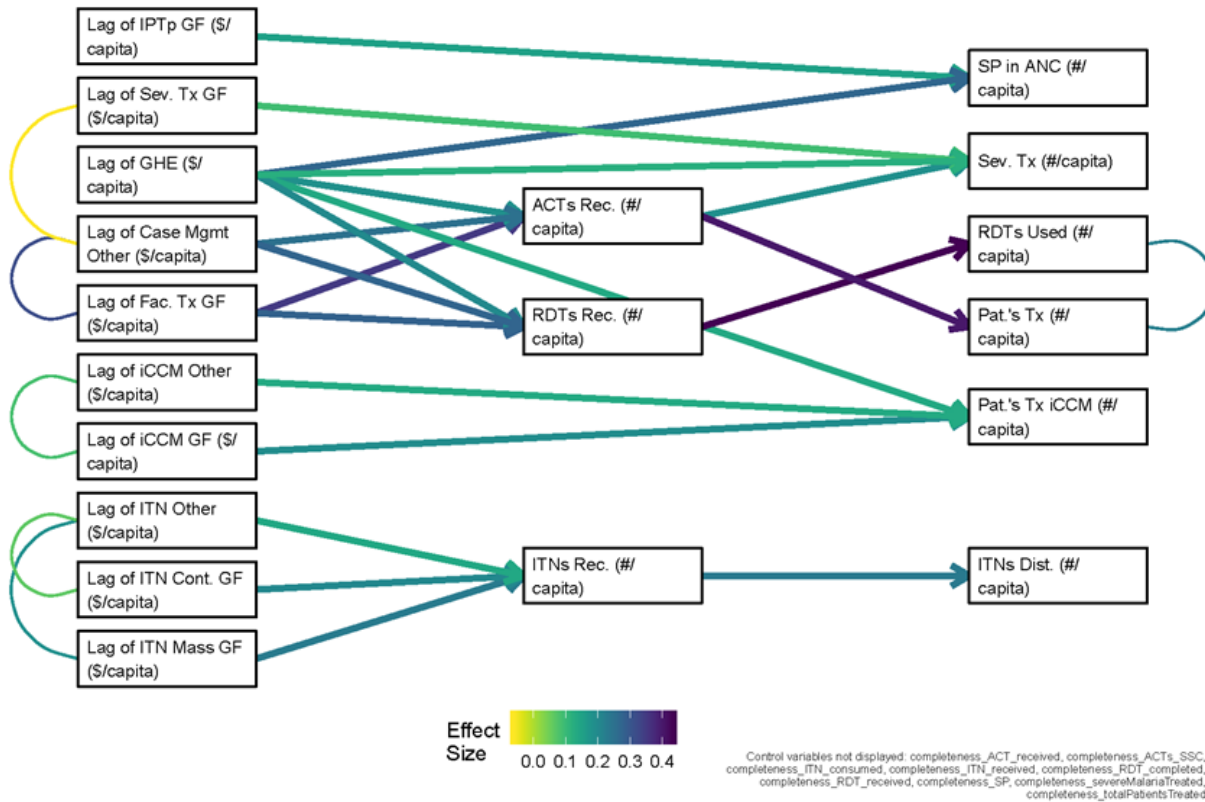 Lag of IPTp GF ($/
capita)
Lag of Sev. Tx GF
($/capita)
Lag of GHE ($/
capita)
Lag of Case Mgmt
Other ($/capita)
Lag of Fac. Tx GF
($/capita)
Lag of iCCM Other
($/capita)
Lag of iCCM GF ($/
capita)
Lag of ITN Other
($/capita)
Lag of ITN Cont. GF
($/capita)
Lag of ITN Mass GF
($/capita)
ACTs Rec. (#/
capita)
RDTs Rec. (#/
capita)
ITNs Rec. (#/
capita)
SP in ANC (#/
capita)
Sev. Tx (#/capita)
RDTs Used (#/
capita)
Pat.'s Tx (#/
capita)
Pat.'s Tx iCCM (#/
capita)
ITNs Dist. (#/
capita)
Effect
Size
0.0 0.1 0.2 0.3 0.4
Control variables not displayed: completeness_ACT_received, completeness_ACTs_SSC,
completeness_ITN_consumed, completeness_ITN_received, completeness_RDT_completed,
completeness_RDT_received, completeness_SP, completeness_severeMalariaTreated,
completeness_totalPatientsTreated